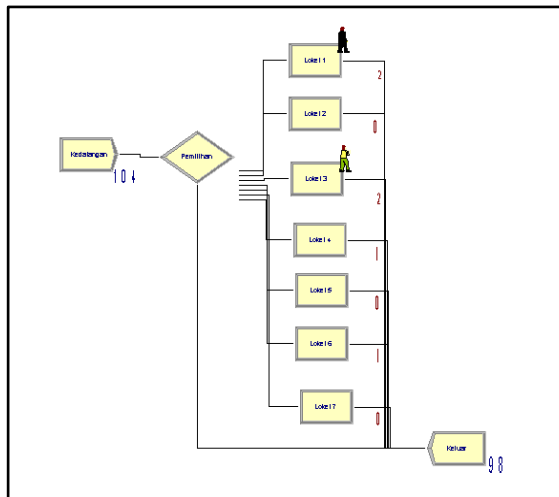 Loket 1
2
Loket 2
0
Kedatangan
Pemilihan
104
Loket 3
2
Loket 4
1
Loket 5
0
Loket 6
1
Loket 7
0
Keluar
98